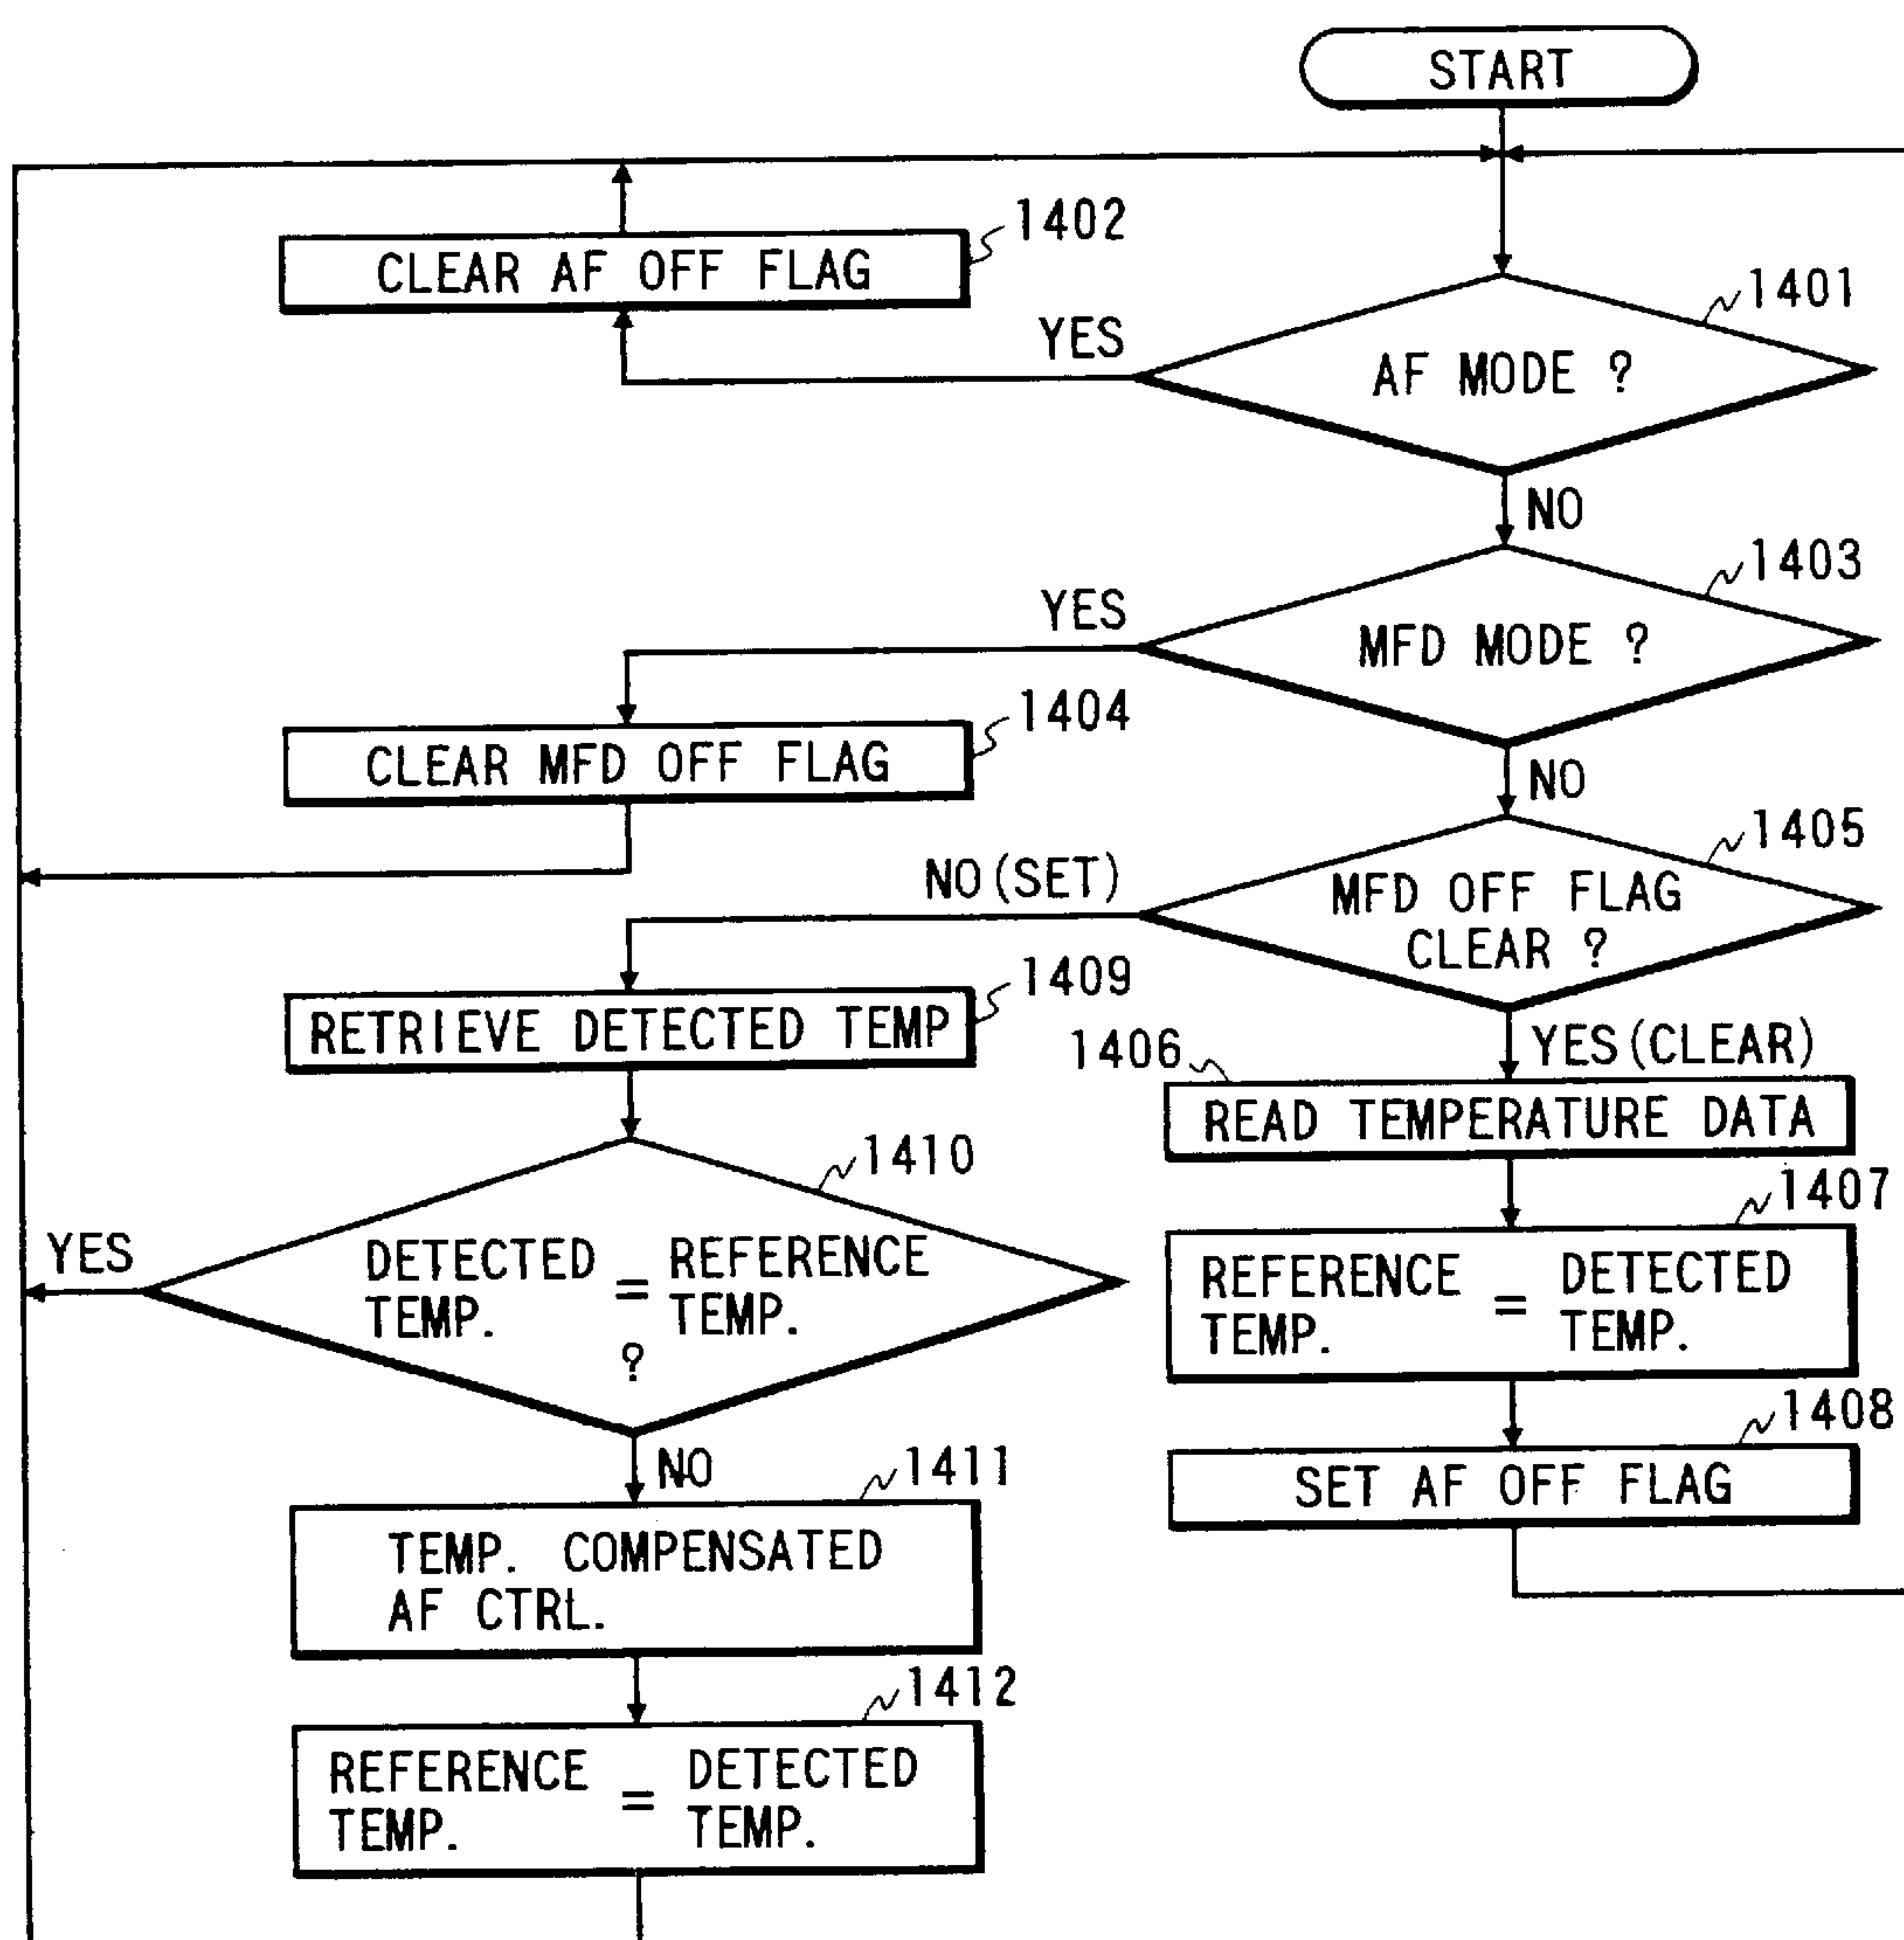 START
1402
CLEAR AF OFF FLAG
1401
YES
AF MODE ?
NO
1403
YES
MFD MODE ?
1404
CLEAR MFD OFF FLAG
NO
1405
NO(SET)
MFD OFF FLAG
CLEAR ?
1409
RETRIEVE DETECTED TEMP
1406
YES(CLEAR)
READ TEMPERATURE DATA
1410
1407
YES
DETECTED TEMP. = REFERENCE TEMP.
?
REFERENCE TEMP. = DETECTED TEMP.
1408
NO
1411
SET AF OFF FLAG
TEMP. COMPENSATED
AF CTRL.
1412
REFERENCE TEMP. = DETECTED TEMP.